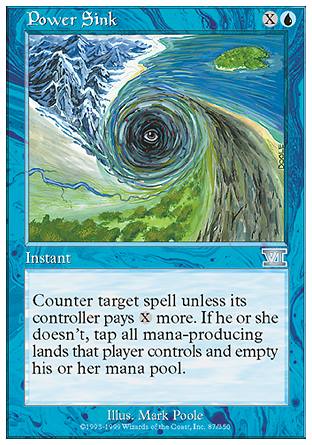 Power Sink
X
Instant
VI
POOLE
Counter target spell unless its
controller pays X more. If he or she
doesn't, tap all mana-producing
lands that player controls and empty
his or her mana pool.
Illus. Mark Poole
©1993-1999 Wizards of the Coast, Inc. 87/350